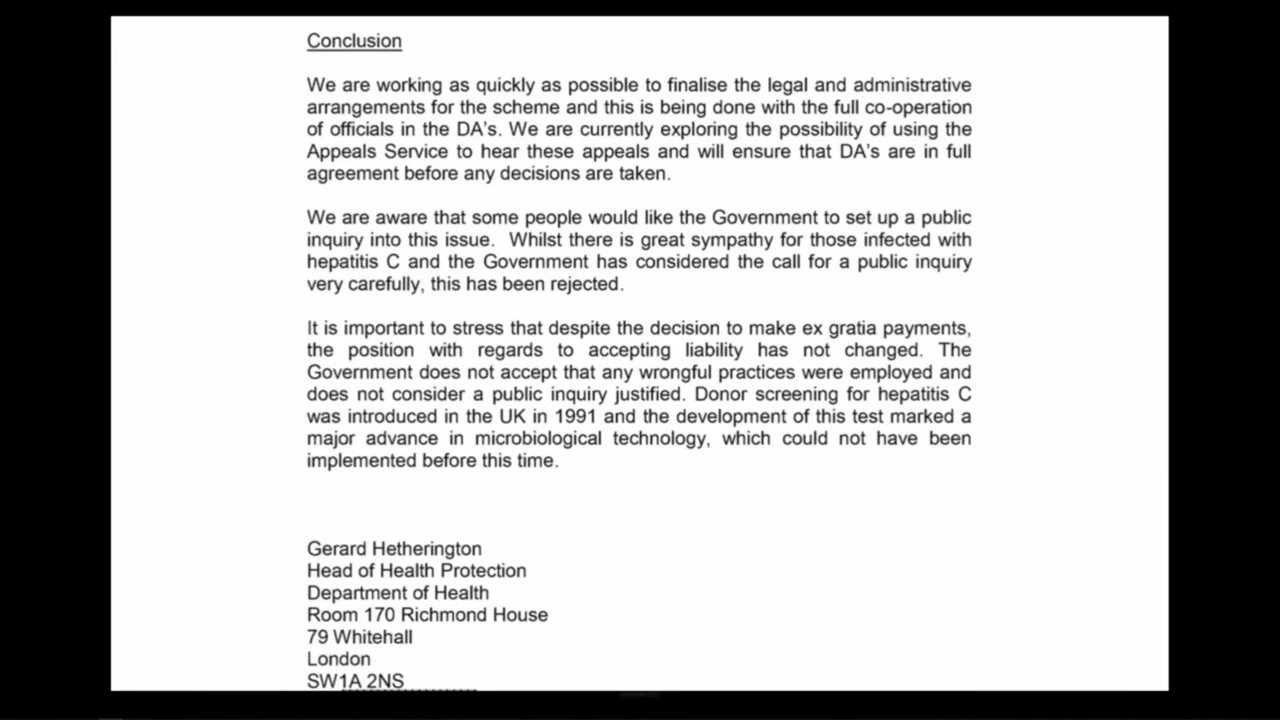 Conclusion
We are working as quickly as possible to finalise the legal and administrative
arrangements for the scheme and this is being done with the full co-operation
of officials in the DA's. We are currently exploring the possibility of using the
Appeals Service to hear these appeals and will ensure that DA's are in full
agreement before any decisions are taken.
We are aware that some people would like the Government to set up a public
inquiry into this issue.  Whilst there is great sympathy for those infected with
hepatitis C and the Government has considered the call for a public inquiry
very carefully, this has been rejected.
It is important to stress that despite the decision to make ex gratia payments,
the position with regards to accepting liability has not changed. The
Government does not accept that any wrongful practices were employed and
does not consider a public inquiry justified. Donor screening for hepatitis C
was introduced in the UK in 1991 and the development of this test marked a
major advance in microbiological technology, which could not have been
implemented before this time.
Gerard Hetherington
Head of Health Protection
Department of Health
Room 170 Richmond House
79 Whitehall
London
SW1A 2NS